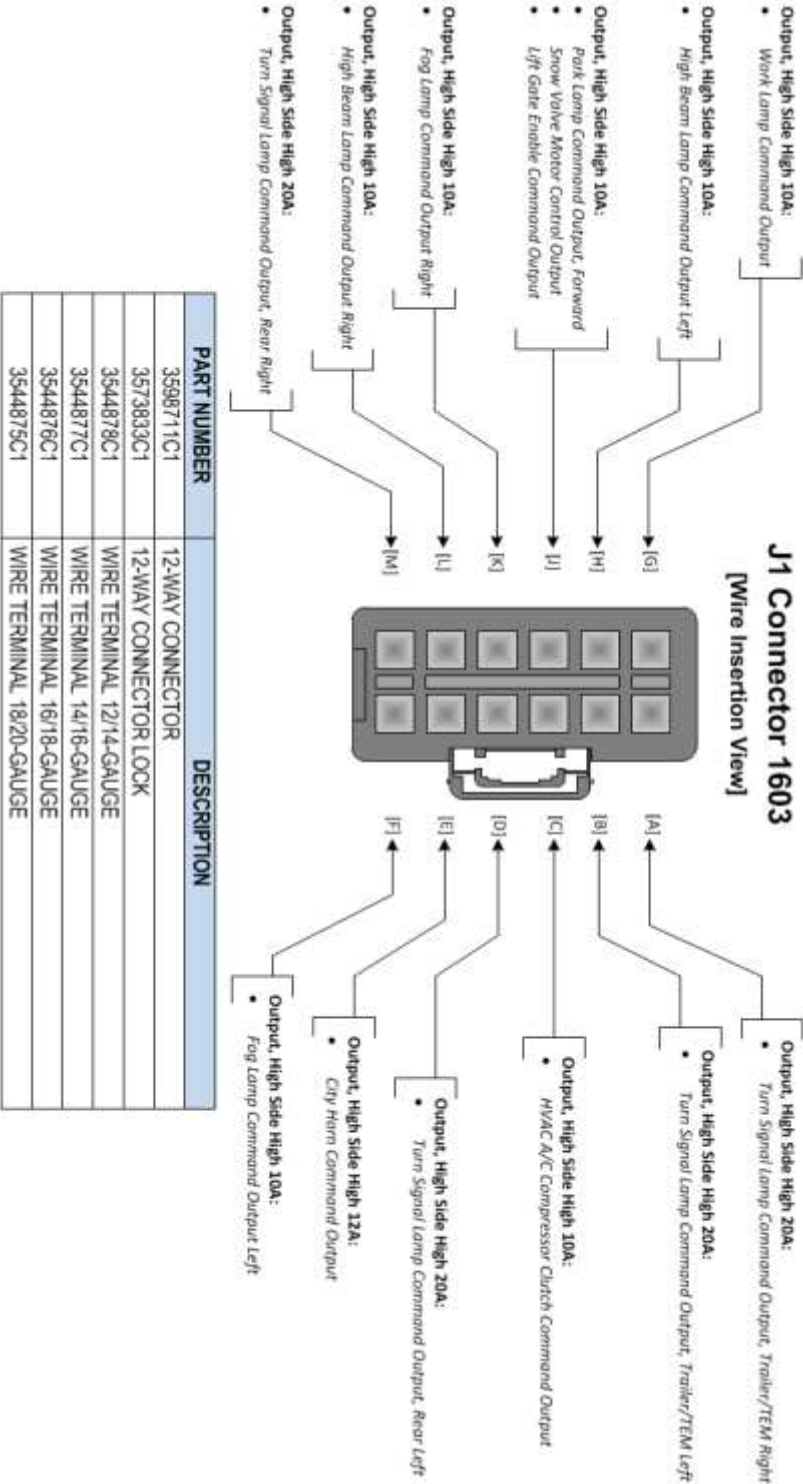 J1 Connector 1603
[Wire Insertion View]
Output, High Side High 10A:
• Work Lamp Command Output
Output, High Side High 10A:
• High Beam Lamp Command Output Left
Output, High Side High 10A:
• Park Lamp Command Output, Forward
• Snow Valve Motor Control Output
• Lift Gate Enable Command Output
Output, High Side High 10A:
• Fog Lamp Command Output Right
Output, High Side High 10A:
• High Beam Lamp Command Output Right
Output, High Side High 20A:
• Turn Signal Lamp Command Output, Rear Right
[G]
[H]
[J]
[K]
[L]
[M]
[A]
[B]
[C]
[D]
[E]
[F]
Output, High Side High 20A:
• Turn Signal Lamp Command Output, Trailer/TEM Right
Output, High Side High 20A:
• Turn Signal Lamp Command Output, Trailer/TEM Left
Output, High Side High 10A:
• HVAC A/C Compressor Clutch Command Output
Output, High Side High 20A:
• Turn Signal Lamp Command Output, Rear Left
Output, High Side High 12A:
• City Horn Command Output
Output, High Side High 10A:
• Fog Lamp Command Output Left
PART NUMBER DESCRIPTION
3598711C1 12-WAY CONNECTOR
3573833C1 12-WAY CONNECTOR LOCK
3544878C1 WIRE TERMINAL 12/14-GAUGE
3544877C1 WIRE TERMINAL 14/16-GAUGE
3544876C1 WIRE TERMINAL 16/18-GAUGE
3544875C1 WIRE TERMINAL 18/20-GAUGE